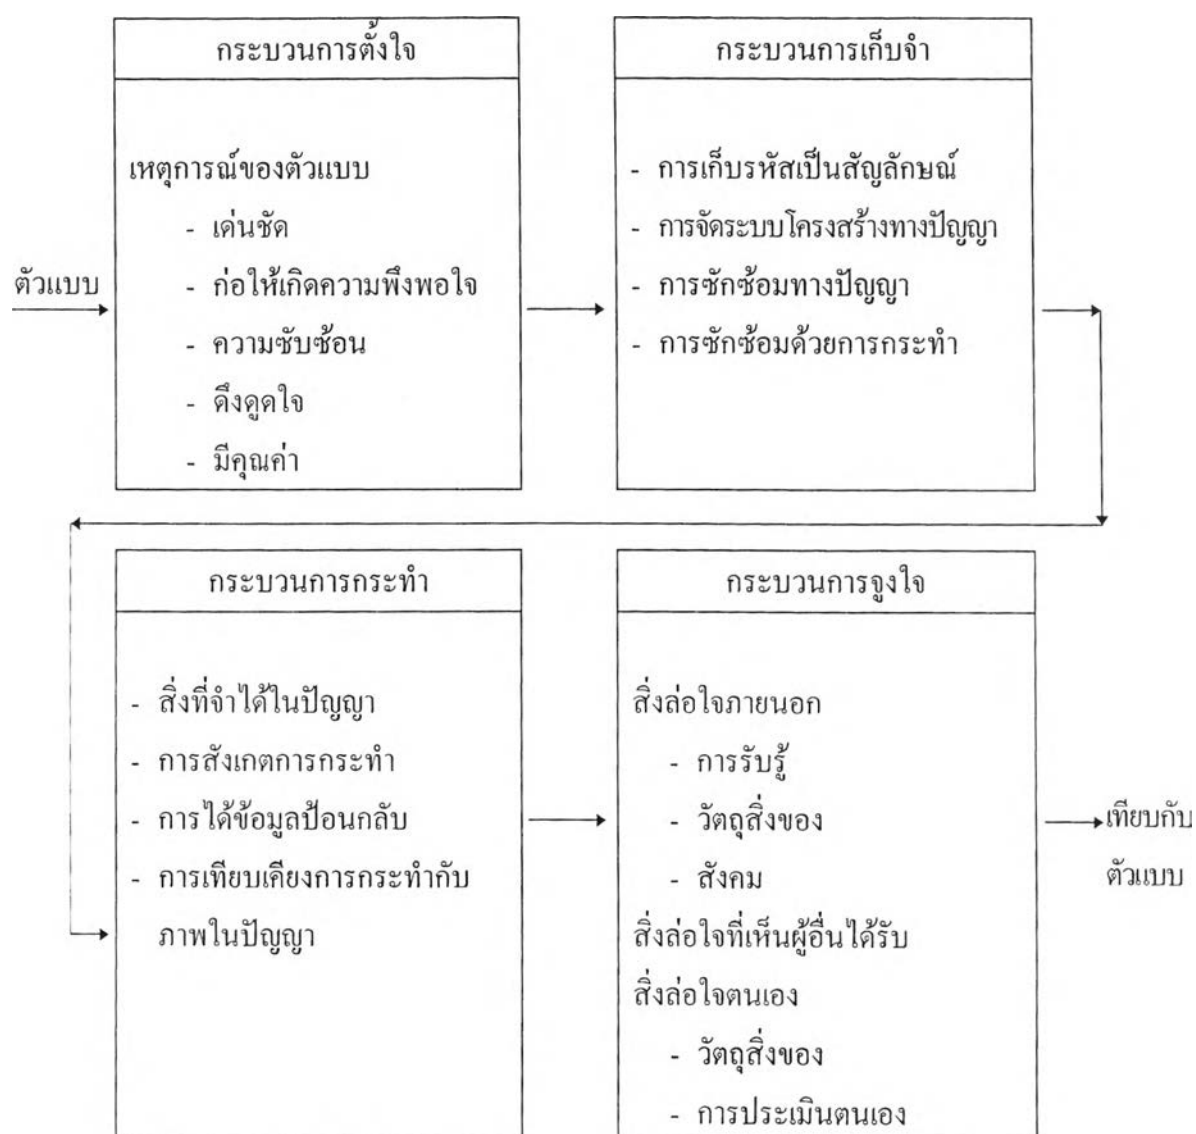 กระบวนการตั้งใจ
เหตุการณ์ของตัวแบบ
- เด่นชัด
- ก่อให้เกิดความพึงพอใจ
- ความซับซ้อน
- ดึงดูดใจ
- มีคุณค่า
ตัวแบบ
กระบวนการเก็บจำ
- การเก็บรหัสเป็นสัญลักษณ์
- การจัดระบบโครงสร้างทางปัญญา
- การซักซ้อมทางปัญญา
- การซักซ้อมด้วยการกระทำ
กระบวนการกระทำ
- สิ่งที่จำได้ในปัญญา
- การสังเกตการกระทำ
- การได้ข้อมูลป้อนกลับ
- การเทียบเคียงการกระทำกับ
ภาพในปัญญา
กระบวนการจูงใจ
สิ่งล่อใจภายนอก
- การรับรู้
- วัตถุสิ่งของ
- สังคม
สิ่งล่อใจที่เห็นผู้อื่นได้รับ
สิ่งล่อใจตนเอง
- วัตถุสิ่งของ
- การประเมินตนเอง
เทียบกับ
ตัวแบบ